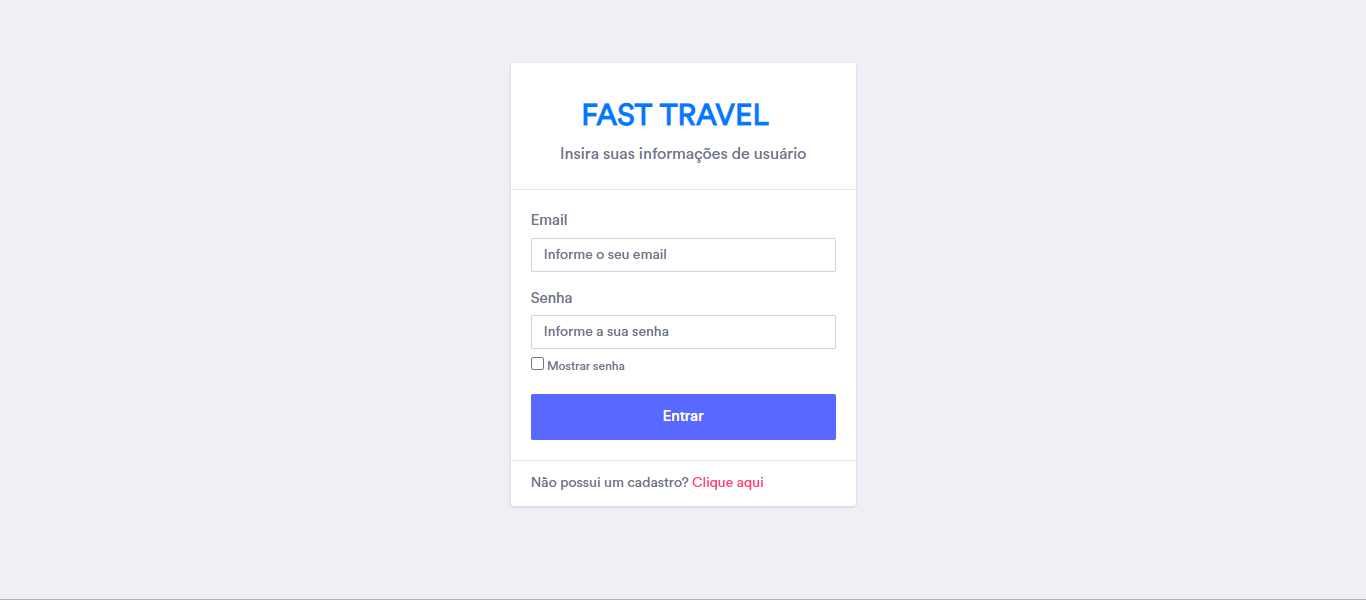 FAST TRAVEL
Insira suas informações de usuário
Email
Informe o seu email
Senha
Informe a sua senha
Mostrar senha
Entrar
Não possui um cadastro? Clique aqui